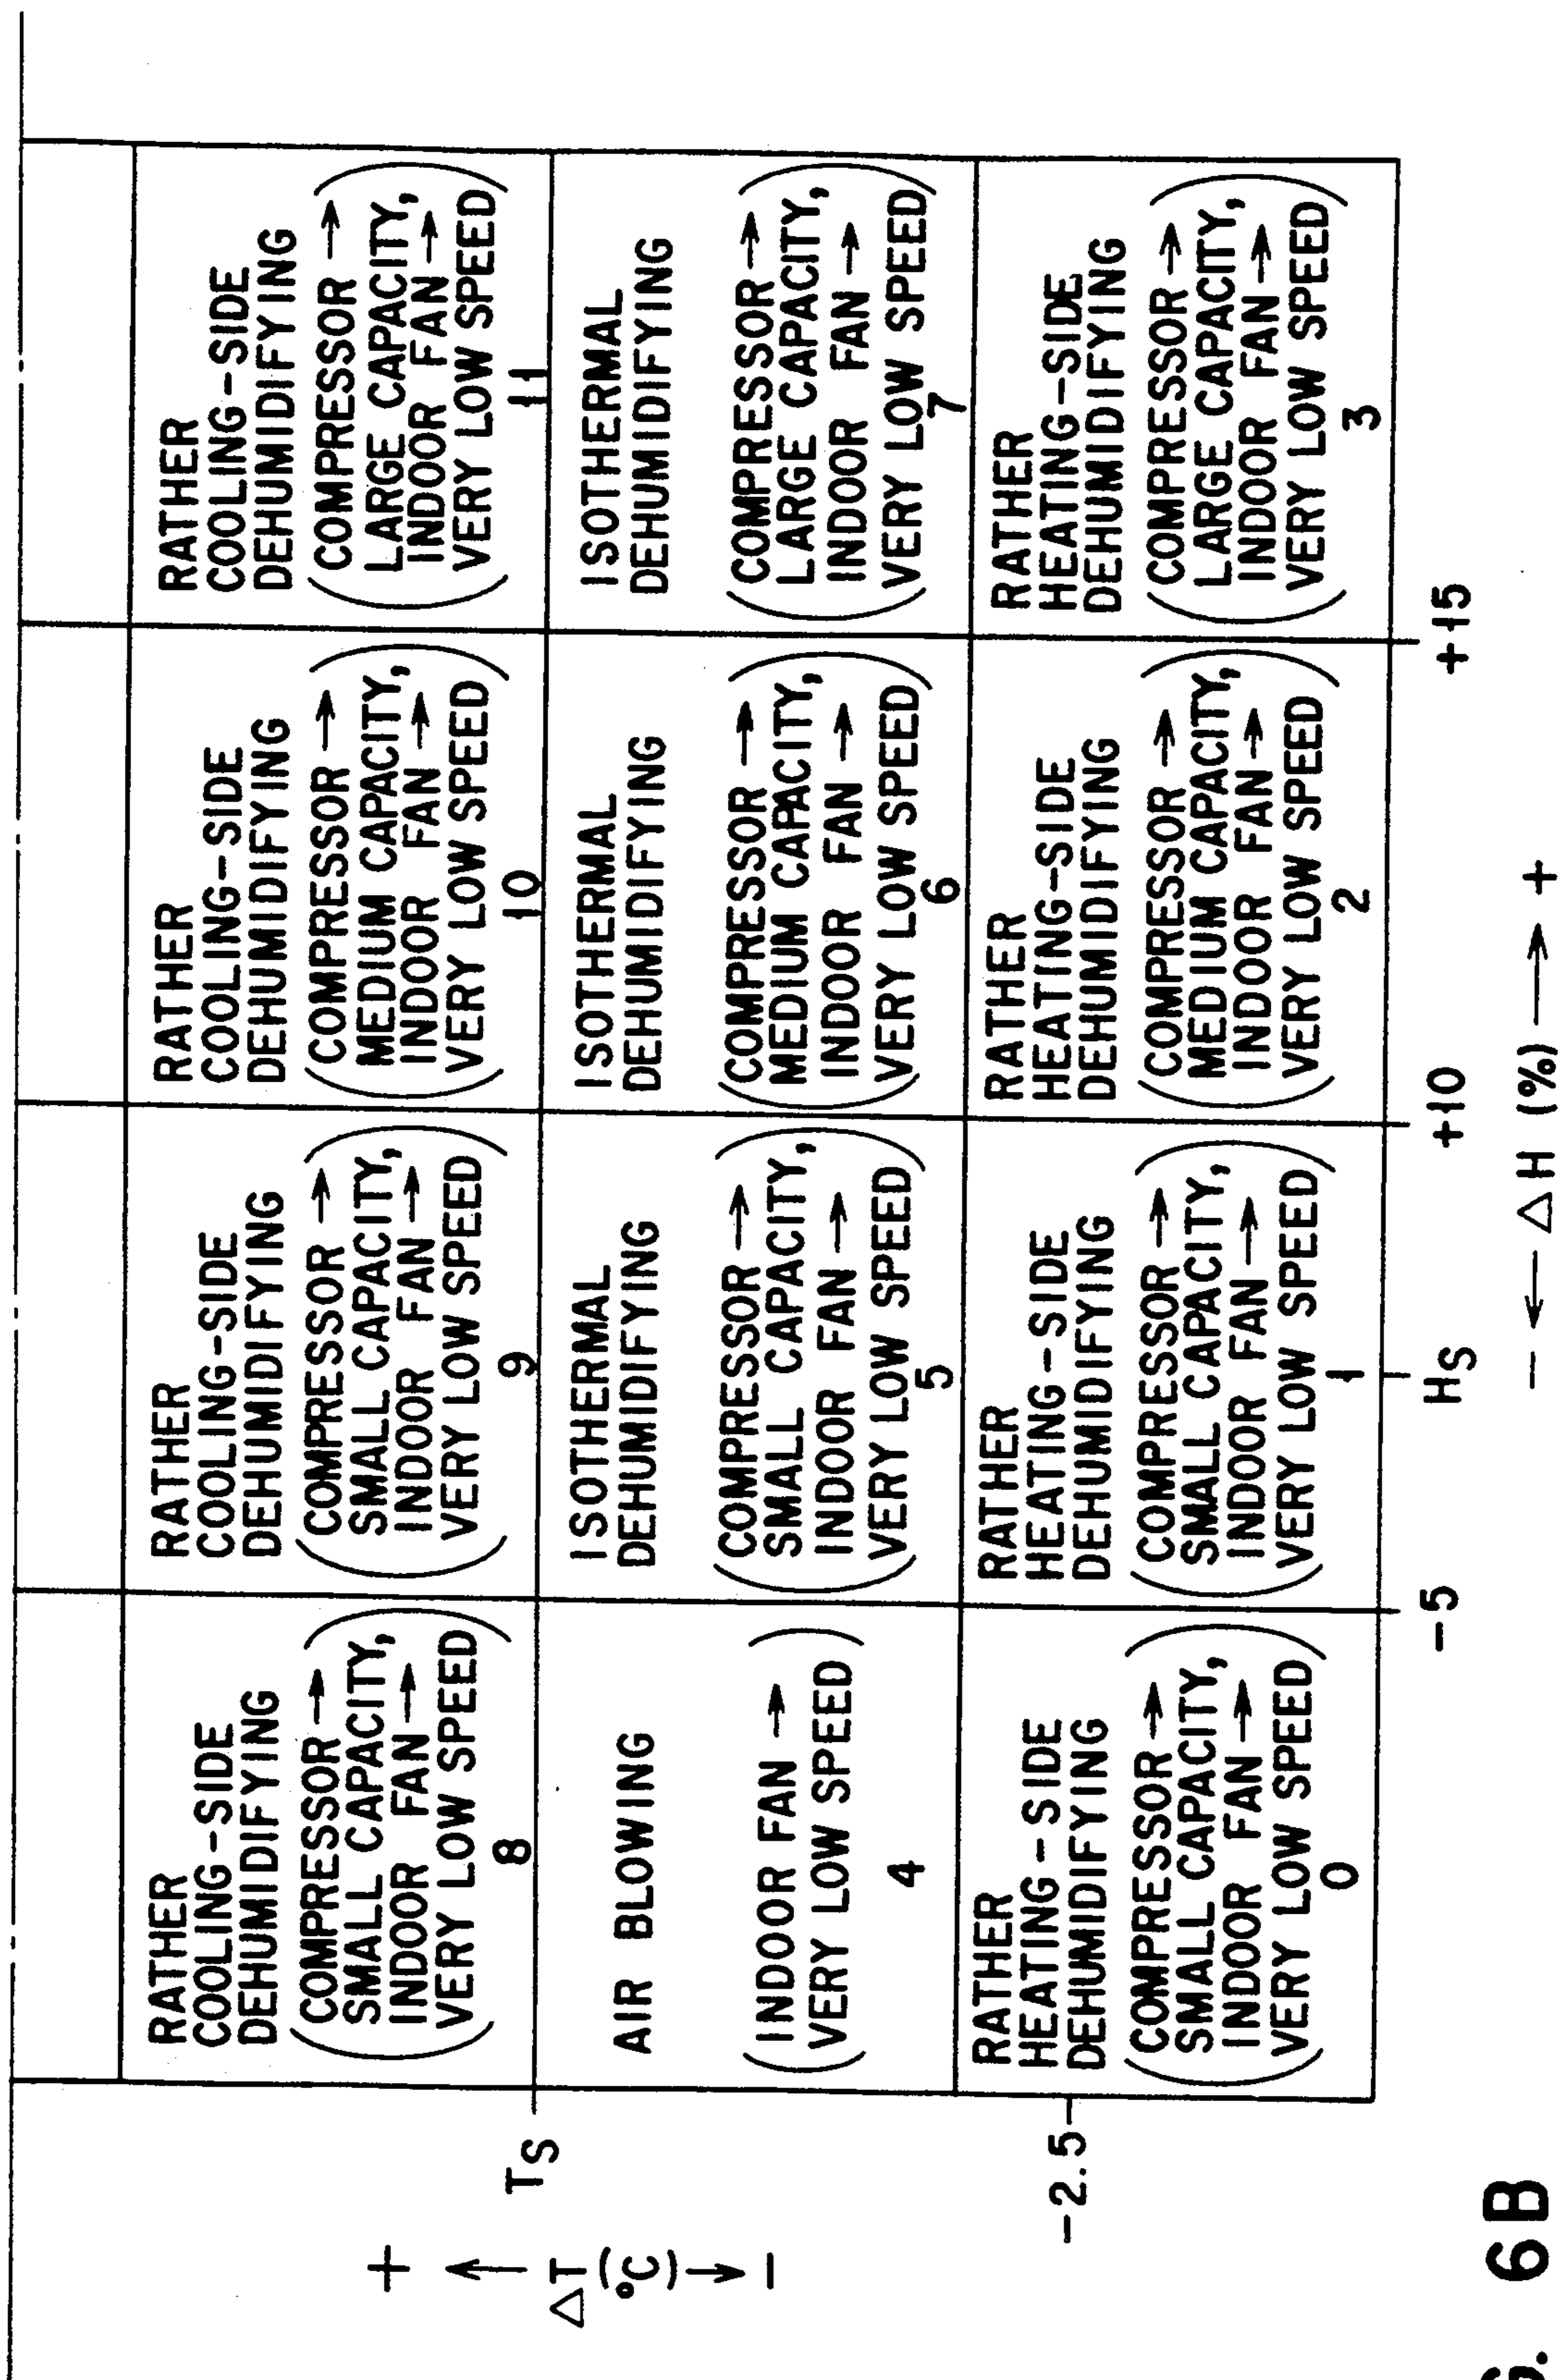 RATHER
COOLING-SIDE
DEHUMIDIFYING
(COMPRESSOR →
SMALL CAPACITY,
INDOOR FAN →
VERY LOW SPEED)
8
RATHER
COOLING-SIDE
DEHUMIDIFYING
(COMPRESSOR →
SMALL CAPACITY,
INDOOR FAN →
VERY LOW SPEED)
9
RATHER
COOLING-SIDE
DEHUMIDIFYING
(COMPRESSOR →
MEDIUM CAPACITY,
INDOOR FAN →
VERY LOW SPEED)
10
RATHER
COOLING-SIDE
DEHUMIDIFYING
(COMPRESSOR →
LARGE CAPACITY,
INDOOR FAN →
VERY LOW SPEED)
11
+
↑
TS
ΔT
(°C)
↓
−
AIR BLOWING
(INDOOR FAN →
VERY LOW SPEED)
4
ISOTHERMAL
DEHUMIDIFYING
(COMPRESSOR →
SMALL CAPACITY,
INDOOR FAN →
VERY LOW SPEED)
5
ISOTHERMAL
DEHUMIDIFYING
(COMPRESSOR →
MEDIUM CAPACITY,
INDOOR FAN →
VERY LOW SPEED)
6
ISOTHERMAL
DEHUMIDIFYING
(COMPRESSOR →
LARGE CAPACITY,
INDOOR FAN →
VERY LOW SPEED)
7
-2.5
RATHER
HEATING-SIDE
DEHUMIDIFYING
(COMPRESSOR →
SMALL CAPACITY,
INDOOR FAN →
VERY LOW SPEED)
0
RATHER
HEATING-SIDE
DEHUMIDIFYING
(COMPRESSOR →
SMALL CAPACITY,
INDOOR FAN →
VERY LOW SPEED)
1
RATHER
HEATING-SIDE
DEHUMIDIFYING
(COMPRESSOR →
MEDIUM CAPACITY,
INDOOR FAN →
VERY LOW SPEED)
2
RATHER
HEATING-SIDE
DEHUMIDIFYING
(COMPRESSOR →
LARGE CAPACITY,
INDOOR FAN →
VERY LOW SPEED)
3
-5 HS +10 +15
− ← ΔH (%) → +
6B